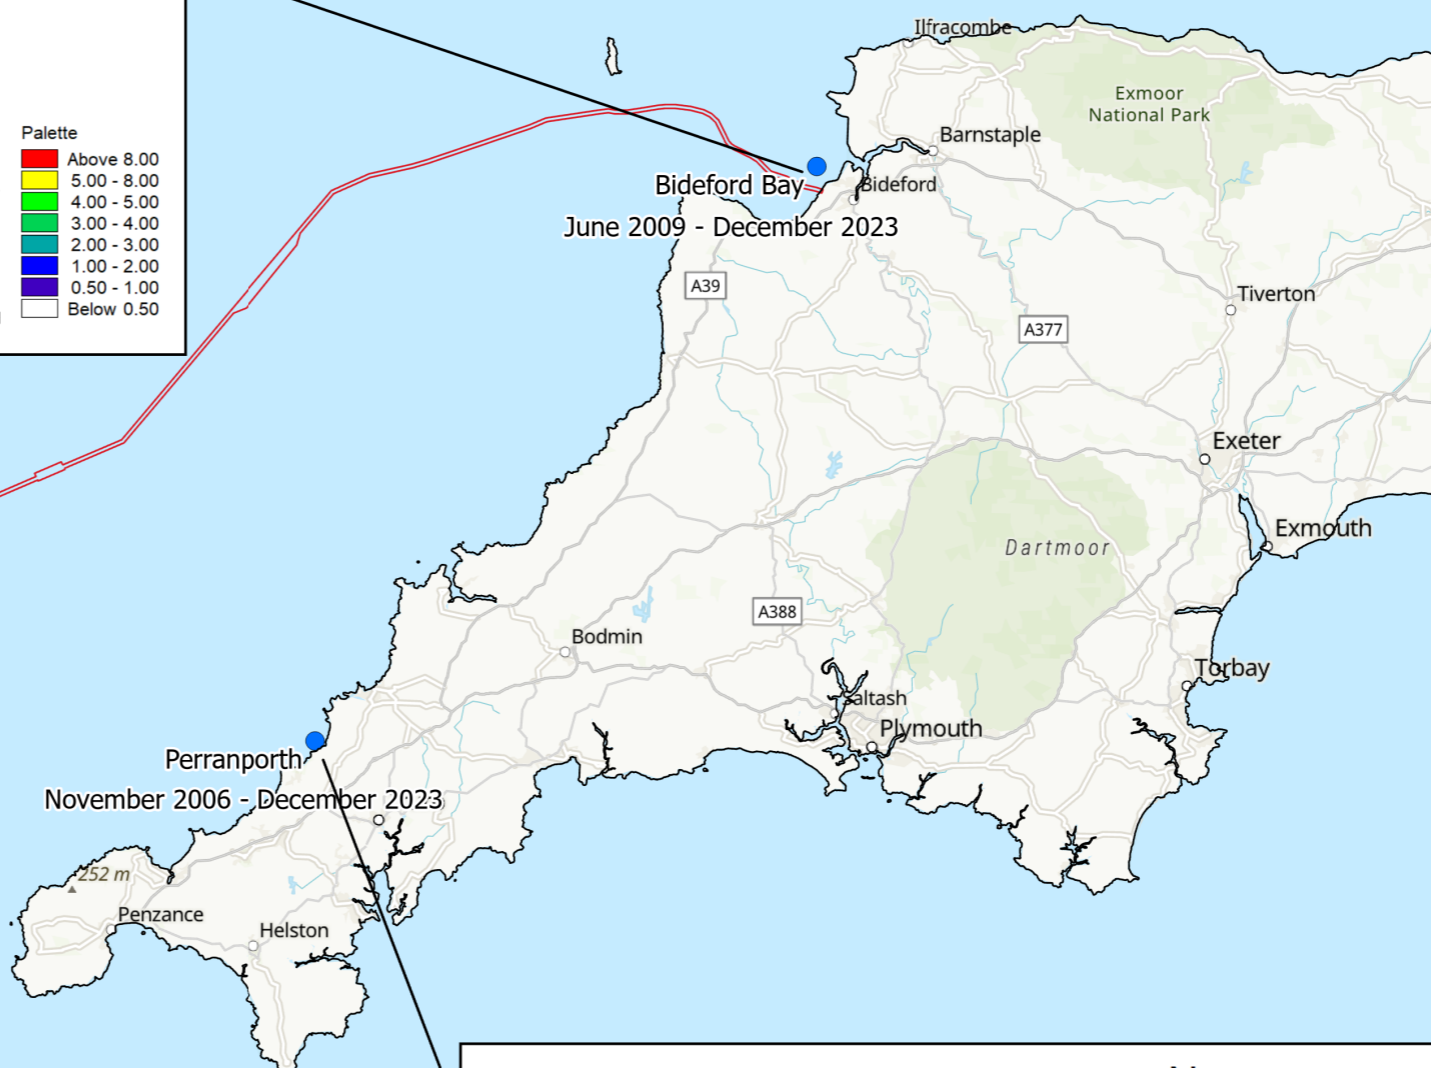 Ilfracombe
Exmoor
National Park
Palette
Above 8.00
5.00 - 8.00
4.00 - 5.00
3.00 - 4.00
2.00 - 3.00
1.00 - 2.00
0.50 - 1.00
Below 0.50
Barnstaple
Bideford Bay
Bideford
June 2009 - December 2023
A39
Tiverton
A377
Exeter
Exmouth
Dartmoor
A388
Bodmin
Torbay
Saltash
Plymouth
Perranporth
November 2006 - December 2023
252 m
Penzance
Helston